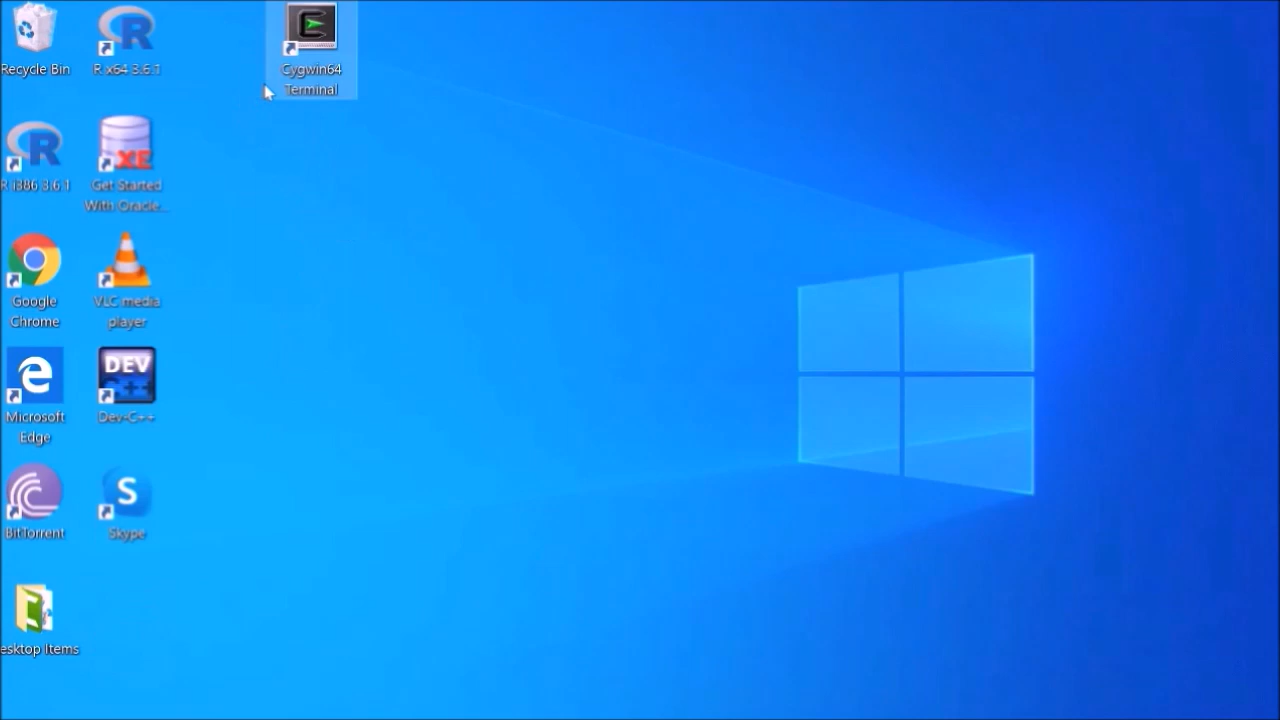 Recycle Bin
R x64 3.6.1
Cygwin64
Terminal
R i386 3.6.1
XE
Get Started
With Oracle...
Google
Chrome
VLC media
player
Microsoft
Edge
DEV
C++
Dev-C++
BitTorrent
S
Skype
esktop Items